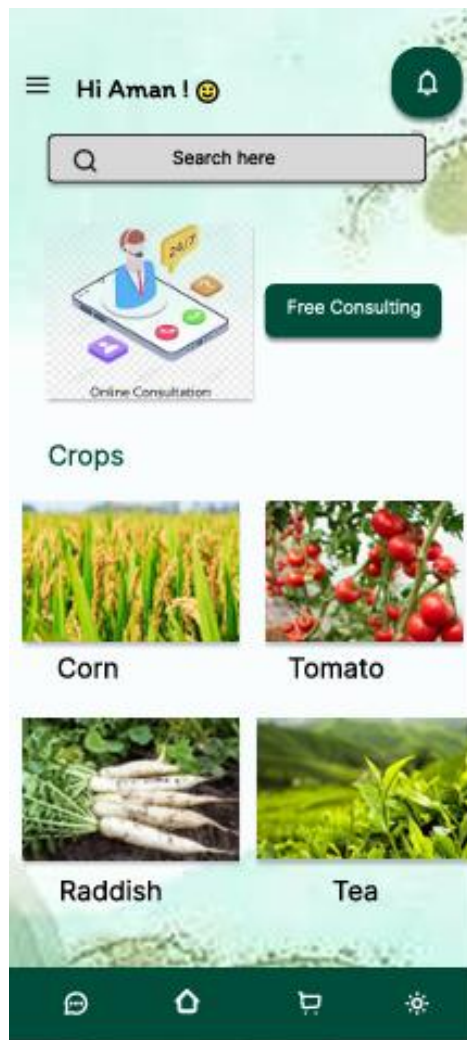 Hi Aman !
Search here
24/7
Free Consulting
Online Consultation
Crops
Corn
Tomato
Raddish
Tea